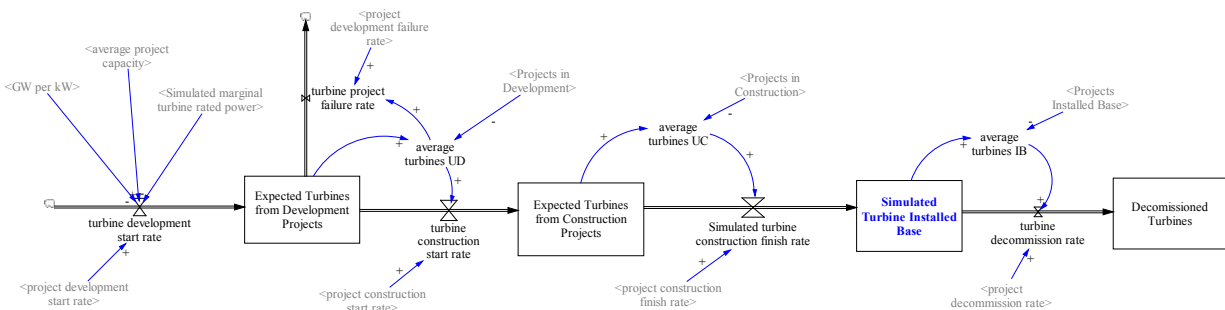 <project
development failure
rate>
<average project
capacity>
<GW per kW>
<Simulated marginal
turbine rated power>
+
turbine project
failure rate
<Projects in
Development>
<Projects in
Construction>
<Projects
Installed Base>
+
-
-
-
+
average
turbines UD
+
average
turbines UC
+
average
turbines IB
+
+
+
+
- + +
Expected Turbines
from Development
Projects
Expected Turbines
from Construction
Projects
Simulated
Turbine Installed
Base
Decomissioned
Turbines
turbine development
start rate
turbine
construction
start rate
Simulated turbine
construction finish rate
turbine
decommission rate
+
+
+
+
<project development
start rate>
<project construction
start rate>
<project construction
finish rate>
<project
decommission rate>